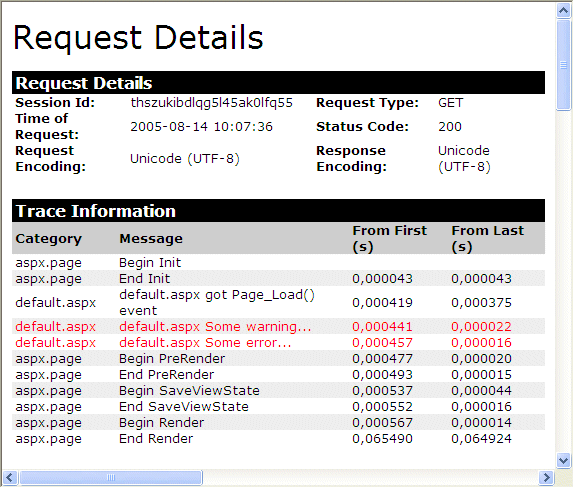 Request Details
Request Details
Session Id: thszukibdlqg5l45ak0lfq55 Request Type: GET
Time of Request: 2005-08-14 10:07:36 Status Code: 200
Request Encoding: Unicode (UTF-8) Response Encoding: Unicode (UTF-8)
Trace Information
Category Message From First (s) From Last (s)
aspx.page Begin Init
aspx.page End Init 0,000043 0,000043
default.aspx default.aspx got Page_Load() event 0,000419 0,000375
default.aspx default.aspx Some warning... 0,000441 0,000022
default.aspx default.aspx Some error... 0,000457 0,000016
aspx.page Begin PreRender 0,000477 0,000020
aspx.page End PreRender 0,000493 0,000015
aspx.page Begin SaveViewState 0,000537 0,000044
aspx.page End SaveViewState 0,000552 0,000016
aspx.page Begin Render 0,000567 0,000014
aspx.page End Render 0,065490 0,064924